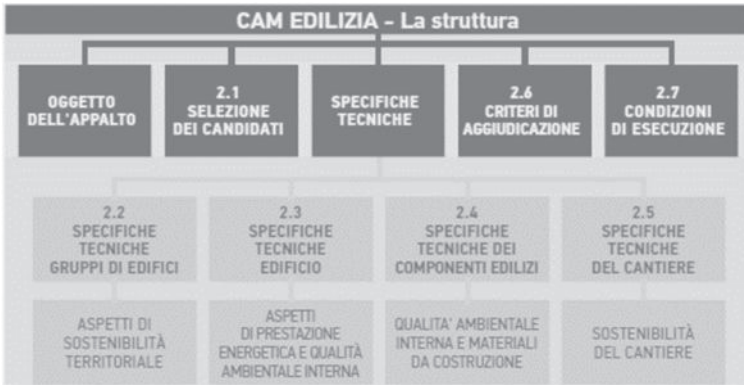 CAM EDILIZIA - La struttura
OGGETTO
DELL'APPALTO
2.1
SELEZIONE
DEI CANDIDATI
SPECIFICHE
TECNICHE
2.6
CRITERI DI
AGGIUDICAZIONE
2.7
CONDIZIONI
DI ESECUZIONE
2.2
SPECIFICHE
TECNICHE
GRUPPI DI EDIFICI
2.3
SPECIFICHE
TECNICHE
EDIFICIO
2.4
SPECIFICHE
TECNICHE DEI
COMPONENTI EDILIZI
2.5
SPECIFICHE
TECNICHE
DEL CANTIERE
ASPETTI DI
SOSTENIBILITÀ
TERRITORIALE
ASPETTI
DI PRESTAZIONE
ENERGETICA E QUALITÀ
AMBIENTALE INTERNA
QUALITA' AMBIENTALE
INTERNA E MATERIALI
DA COSTRUZIONE
SOSTENIBILITÀ
DEL CANTIERE